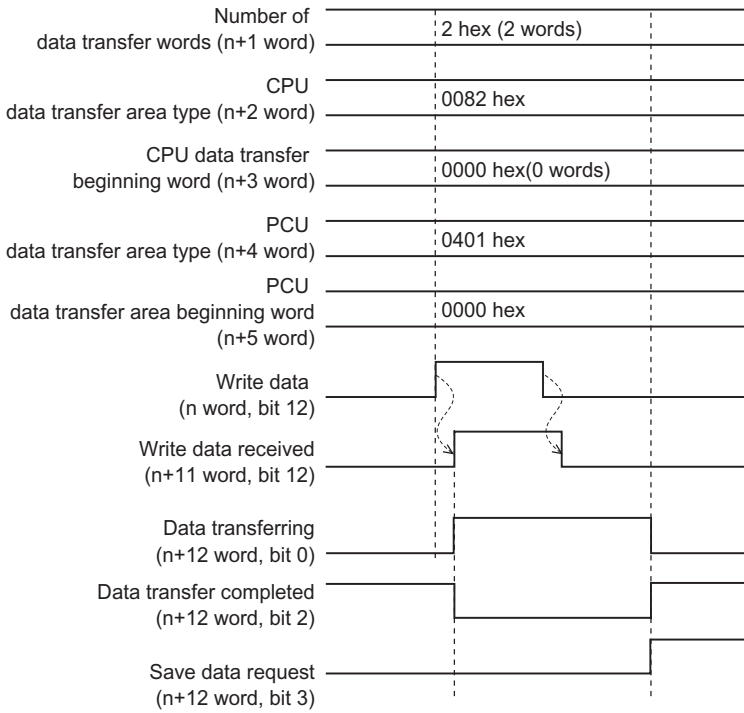 Number of
data transfer words (n+1 word)
2 hex (2 words)
CPU
data transfer area type (n+2 word)
0082 hex
CPU data transfer
beginning word (n+3 word)
0000 hex(0 words)
PCU
data transfer area type (n+4 word)
0401 hex
PCU
data transfer area beginning word
(n+5 word)
0000 hex
Write data
(n word, bit 12)
Write data received
(n+11 word, bit 12)
Data transferring
(n+12 word, bit 0)
Data transfer completed
(n+12 word, bit 2)
Save data request
(n+12 word, bit 3)